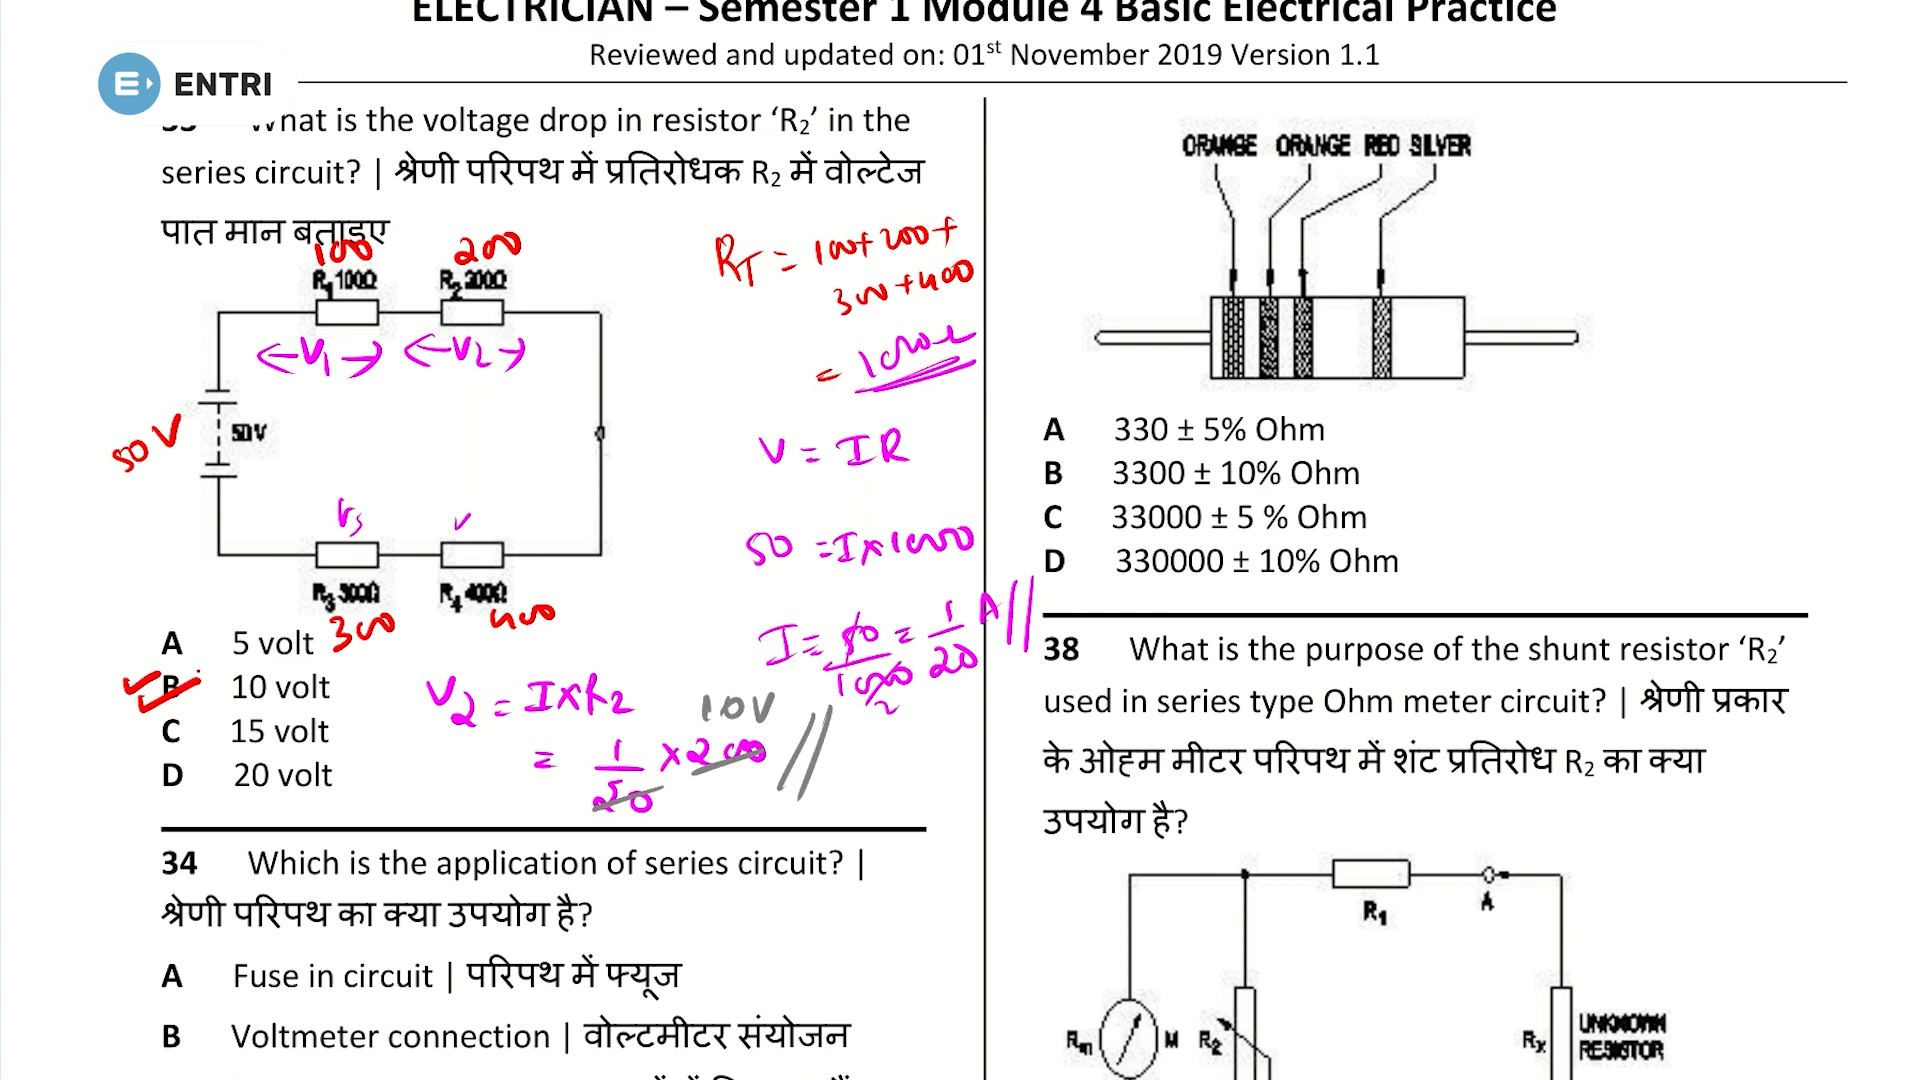 ELECTRICIAN – Semester 1 Module 4 Basic Electrical Practice
Reviewed and updated on: 01st November 2019 Version 1.1
ENTRI
What is the voltage drop in resistor ‘R2’ in the
series circuit? | श्रेणी परिपथ में प्रतिरोधक R2 में वोल्टेज
पात मान बताइए
100 200
R1 100Ω R2 200Ω
<-V1-> <-V2->
50V
50V
V3 V
R3 300Ω R4 400Ω
300 400
A 5 volt
B 10 volt
C 15 volt
D 20 volt
RT = 100+200+
300+400
= 1000Ω
V = IR
50 = I×1000
I = 50/1000 = 1/20 A
V2 = I×R2
= 1/20 × 200
10V
34 Which is the application of series circuit? |
श्रेणी परिपथ का क्या उपयोग है?
A Fuse in circuit | परिपथ में फ्यूज
B Voltmeter connection | वोल्टमीटर संयोजन
ORANGE ORANGE RED SILVER
A 330 ± 5% Ohm
B 3300 ± 10% Ohm
C 33000 ± 5 % Ohm
D 330000 ± 10% Ohm
38 What is the purpose of the shunt resistor ‘R2’
used in series type Ohm meter circuit? | श्रेणी प्रकार
के ओह्म मीटर परिपथ में शंट प्रतिरोध R2 का क्या
उपयोग है?
R1 A
Rm M R2 Rx UNKNOWN
RESISTOR